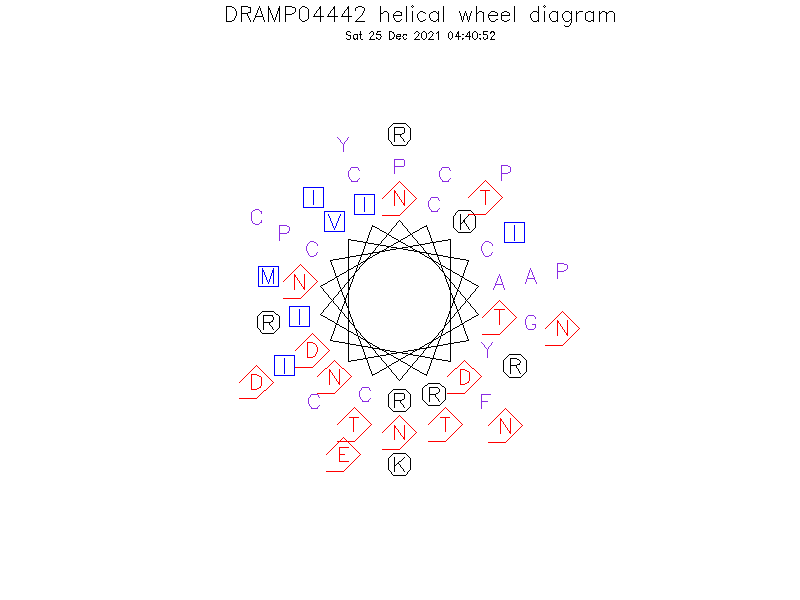 DRAMP04442 helical wheel diagram
Sat 25 Dec 2021 04:40:52
R
Y
C P C P
I I N C T
C V K
P I
C C
M N A A P
R I T G N
D Y
I R
D N D
C C R R F
T N T N
E
K